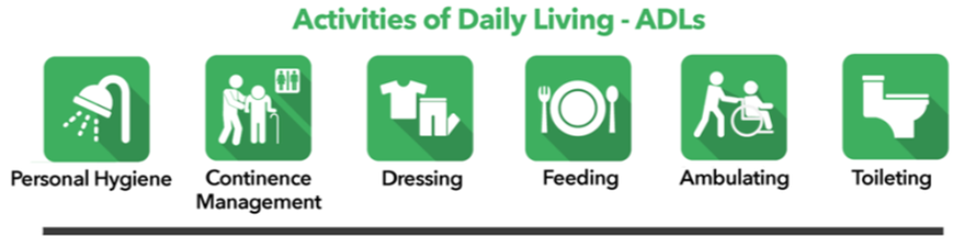 Activities of Daily Living - ADLs
Personal Hygiene
Continence
Management
Dressing
Feeding
Ambulating
Toileting